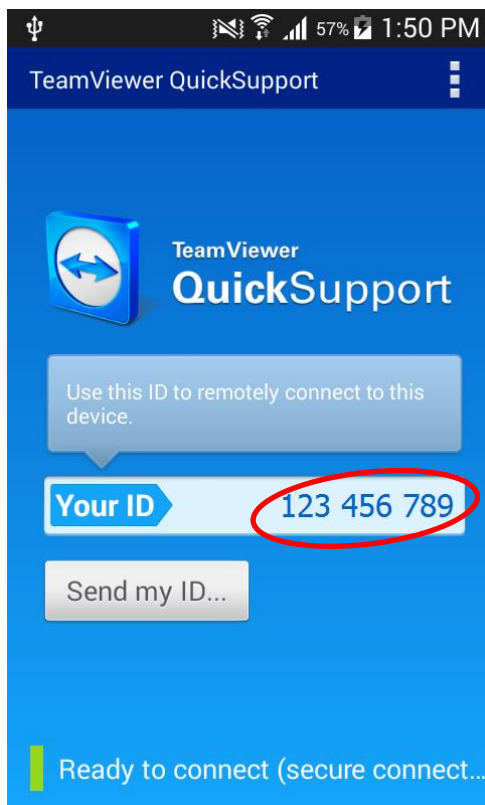 57% 1:50 PM
TeamViewer QuickSupport
TeamViewer
QuickSupport
Use this ID to remotely connect to this
device.
Your ID 123 456 789
Send my ID...
Ready to connect (secure connect...